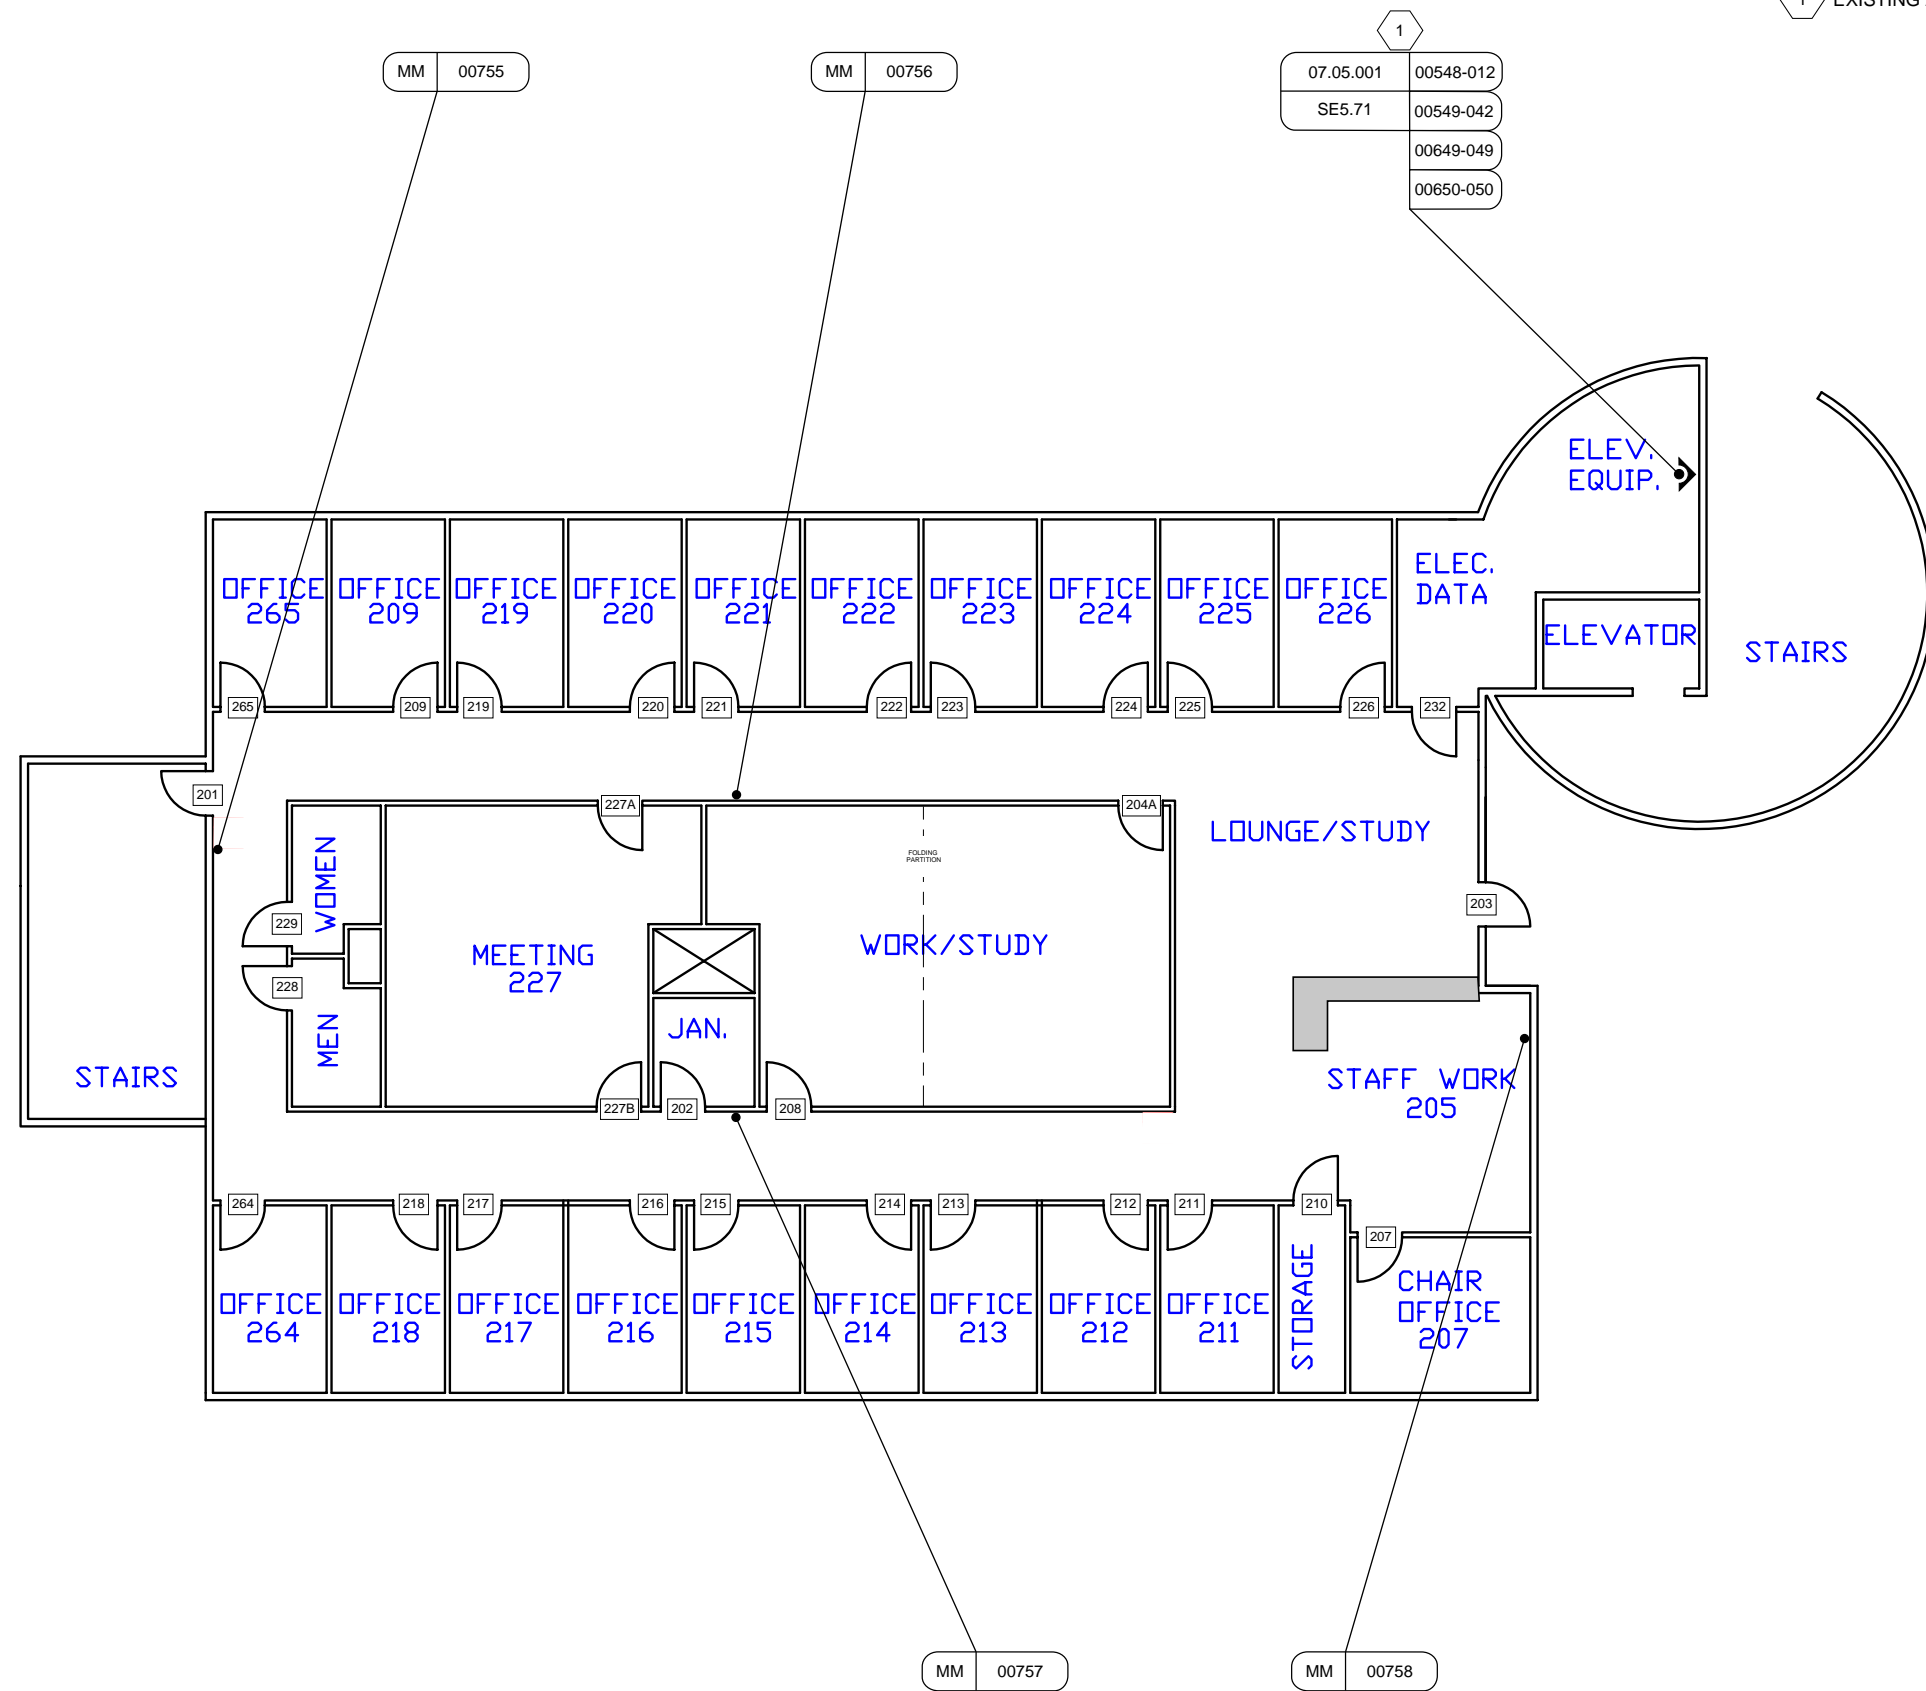 1 EXISTING
1
MM 00755
MM 00756
07.05.001 00548-012
SE5.71 00549-042
00649-049
00650-050
ELEV.
EQUIP.
ELEC.
DATA
ELEVATOR
STAIRS
OFFICE
265
OFFICE
209
OFFICE
219
OFFICE
220
OFFICE
221
OFFICE
222
OFFICE
223
OFFICE
224
OFFICE
225
OFFICE
226
265
209
219
220
221
222
223
224
225
226
232
201
227A
204A
LOUNGE/STUDY
FOLDING
PARTITION
WOMEN
229
203
MEETING
227
WORK/STUDY
228
MEN
JAN.
STAIRS
STAFF WORK
205
227B
202
208
264
218
217
216
215
214
213
212
211
210
207
OFFICE
264
OFFICE
218
OFFICE
217
OFFICE
216
OFFICE
215
OFFICE
214
OFFICE
213
OFFICE
212
OFFICE
211
STORAGE
CHAIR
OFFICE
207
MM 00757
MM 00758